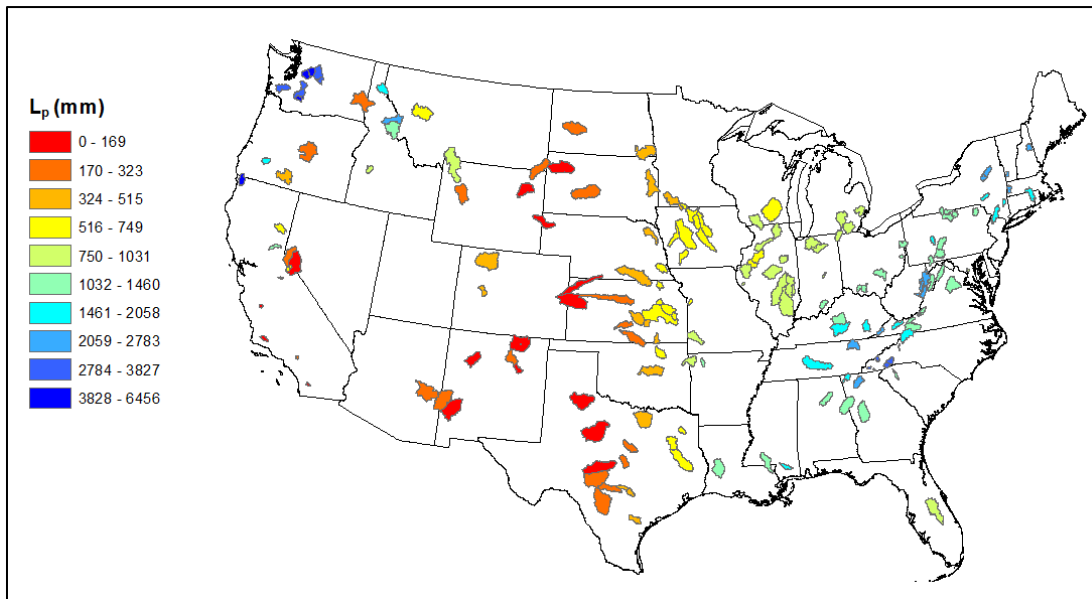 Lp (mm)
0 - 169
170 - 323
324 - 515
516 - 749
750 - 1031
1032 - 1460
1461 - 2058
2059 - 2783
2784 - 3827
3828 - 6456